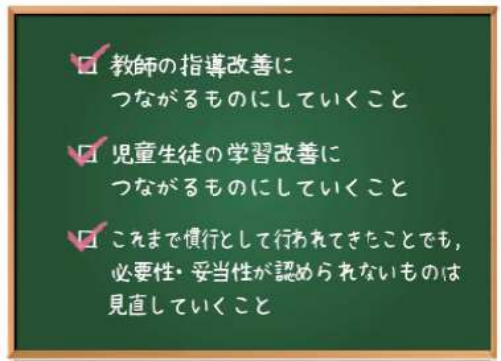 教師の指導改善に
つながるものにしていくこと
児童生徒の学習改善に
つながるものにしていくこと
これまで慣行として行われてきたことでも，
必要性・妥当性が認められないものは
見直していくこと